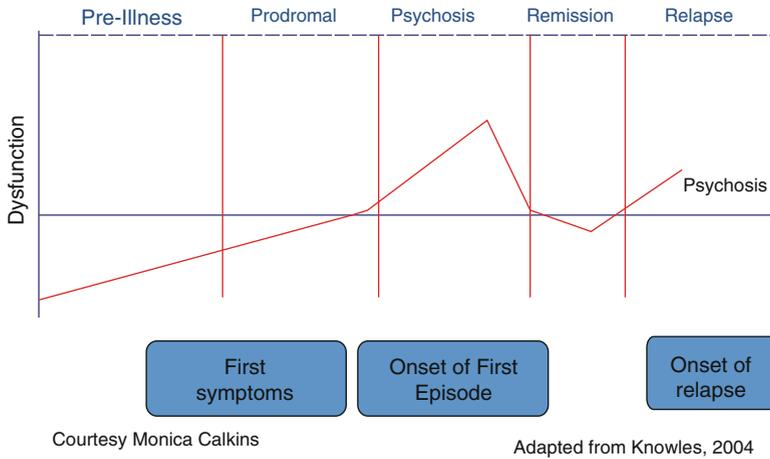 Pre-Illness Prodromal Psychosis Remission Relapse
Dysfunction
Psychosis
First
symptoms
Onset of First
Episode
Onset of
relapse
Courtesy Monica Calkins
Adapted from Knowles, 2004